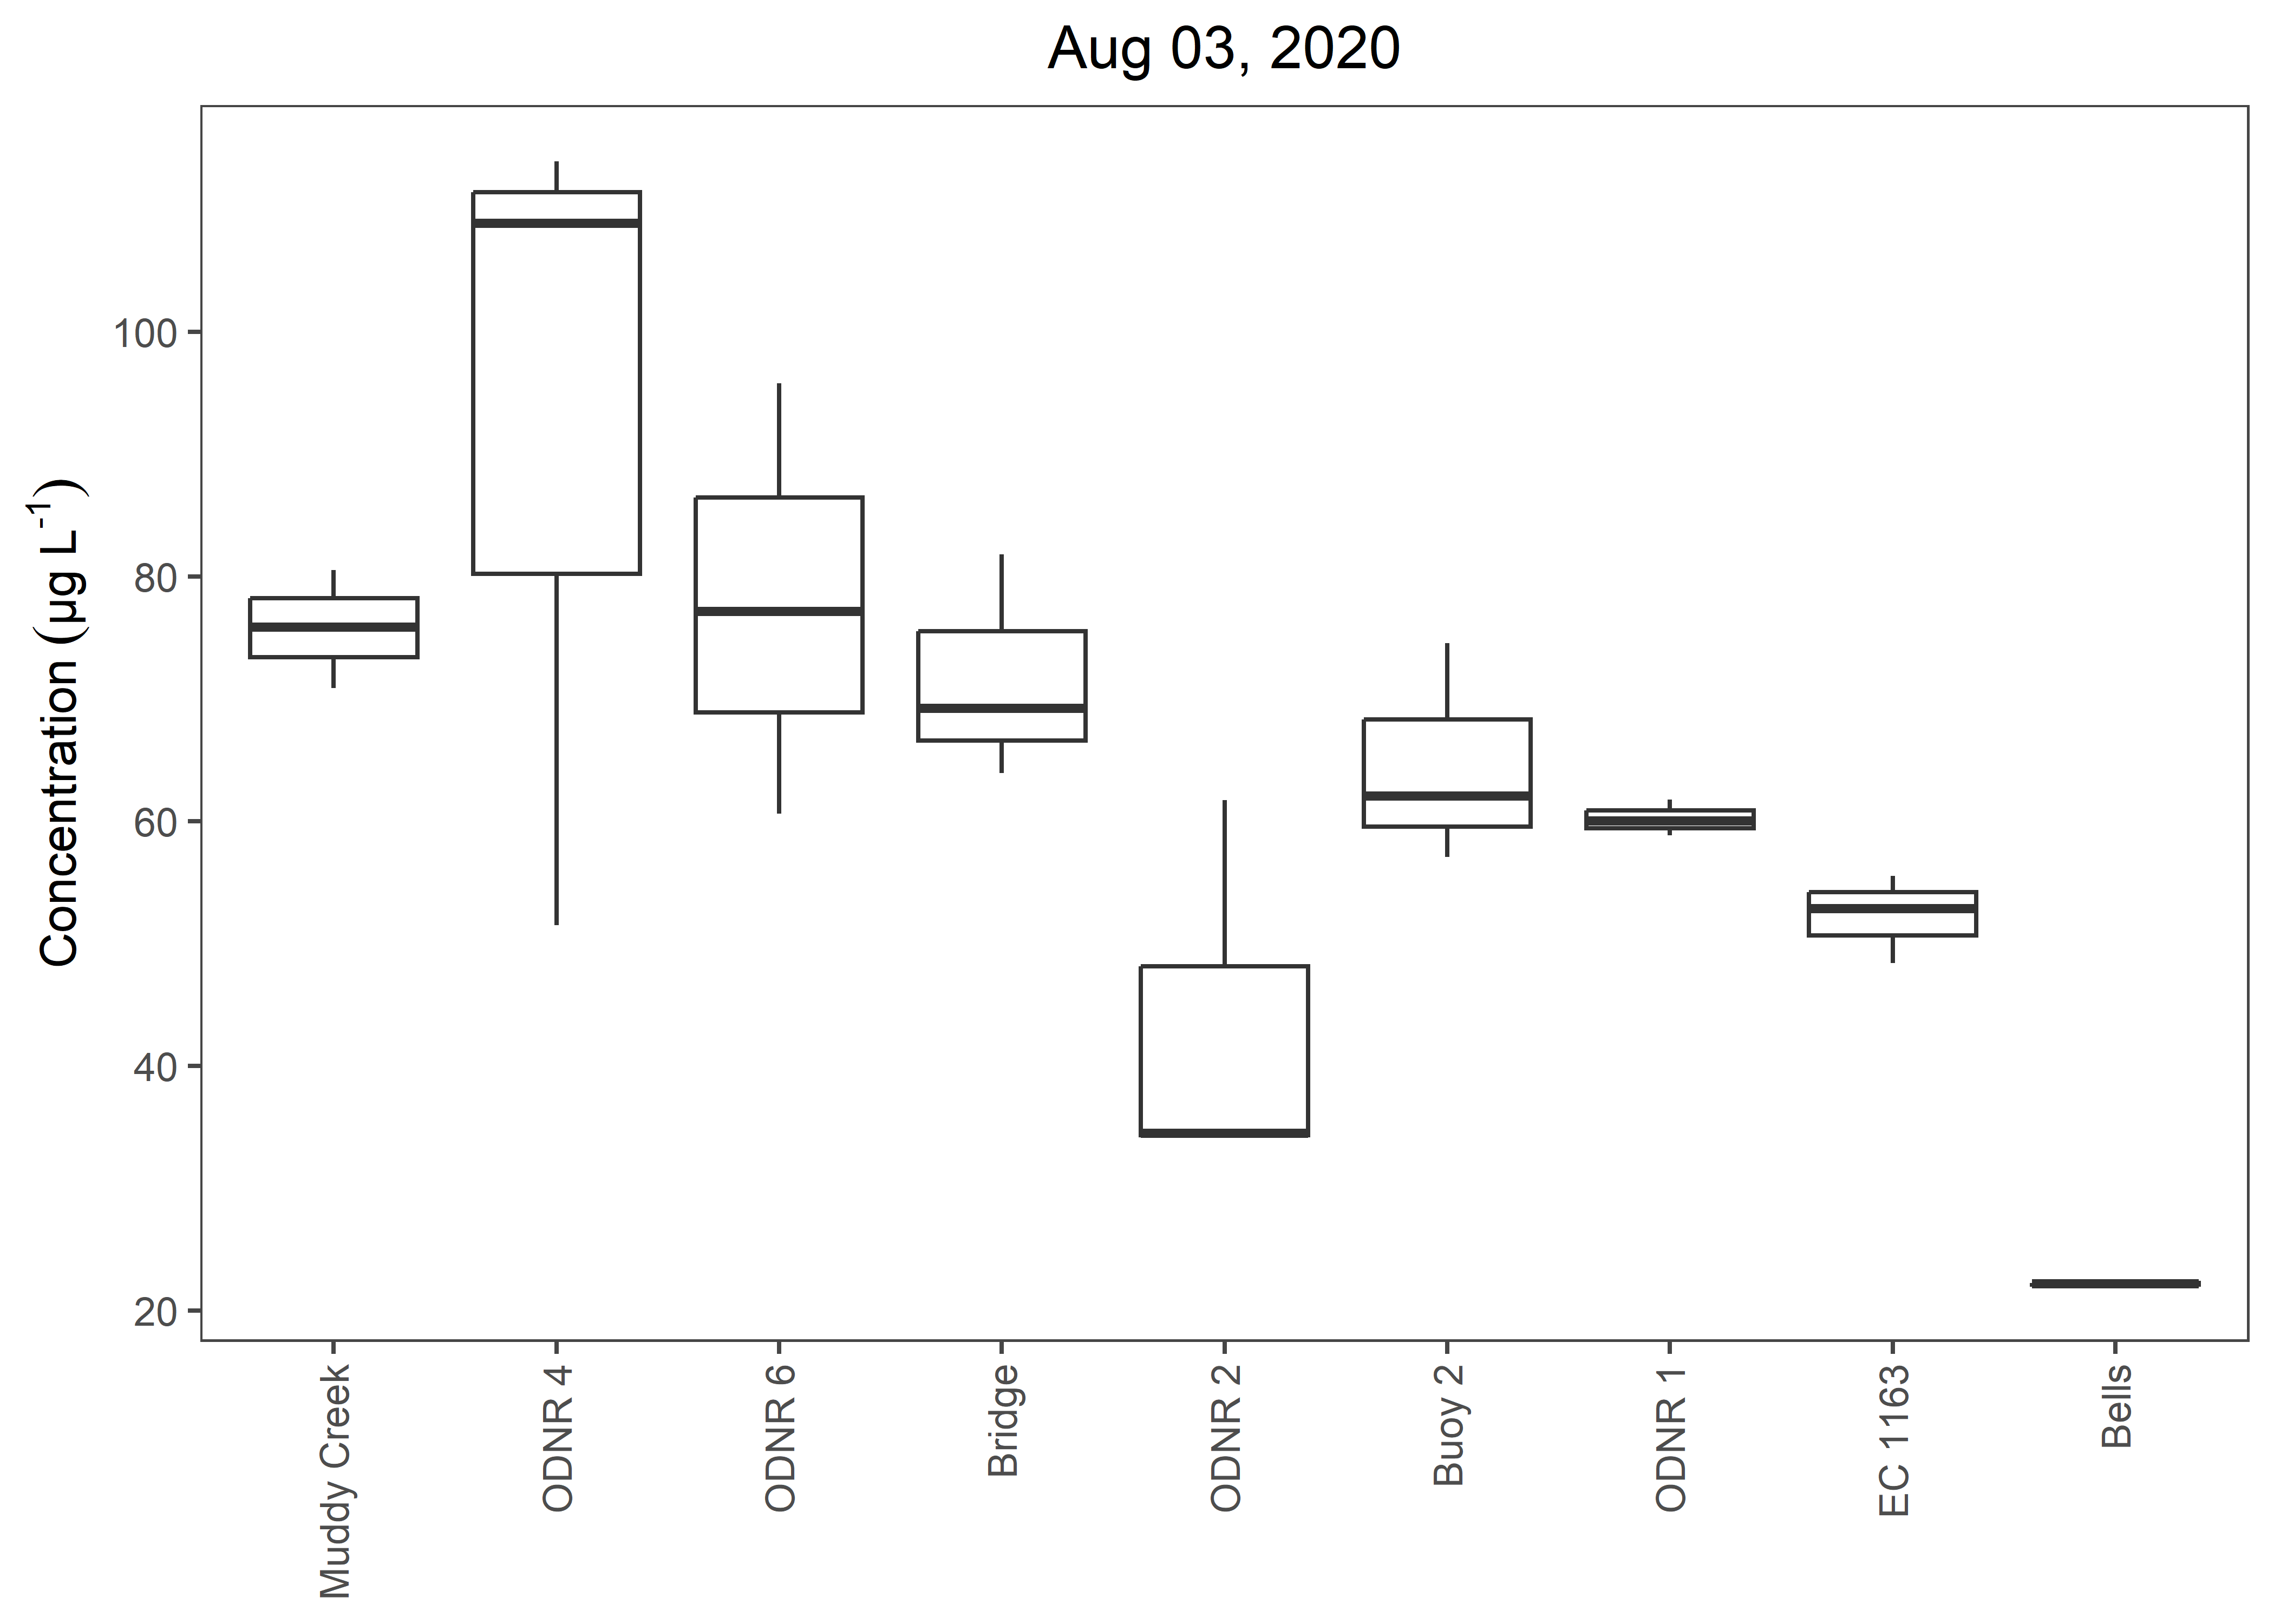 Aug 03, 2020
Concentration (µg L⁻¹)
100
80
60
40
20
Muddy Creek
ODNR 4
ODNR 6
Bridge
ODNR 2
Buoy 2
ODNR 1
EC 1163
Bells